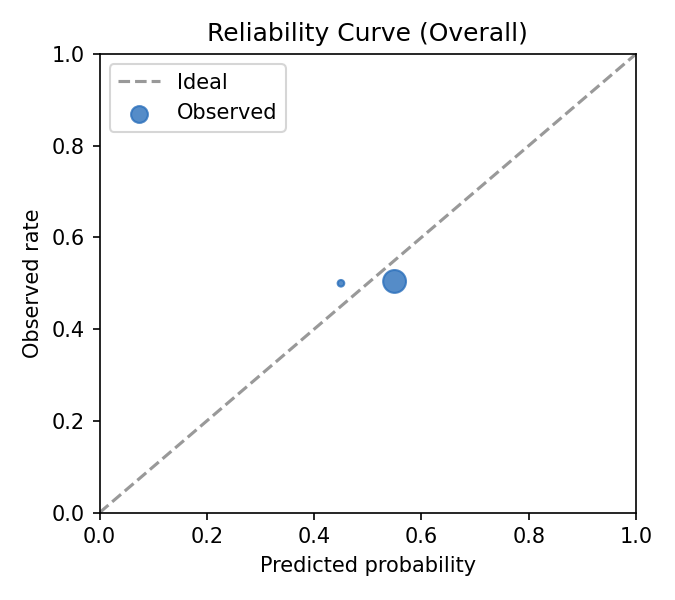 Reliability Curve (Overall)
Ideal
Observed
Observed rate
1.0
0.8
0.6
0.4
0.2
0.0
0.0 0.2 0.4 0.6 0.8 1.0
Predicted probability